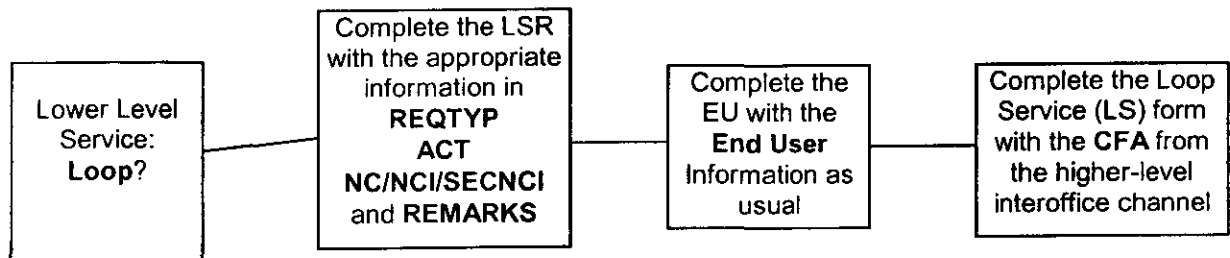 Lower Level
Service:
Loop?
Complete the LSR
with the appropriate
information in
REQTYP
ACT
NC/NCI/SECNCI
and REMARKS
Complete the
EU with the
End User
Information as
usual
Complete the Loop
Service (LS) form
with the CFA from
the higher-level
interoffice channel